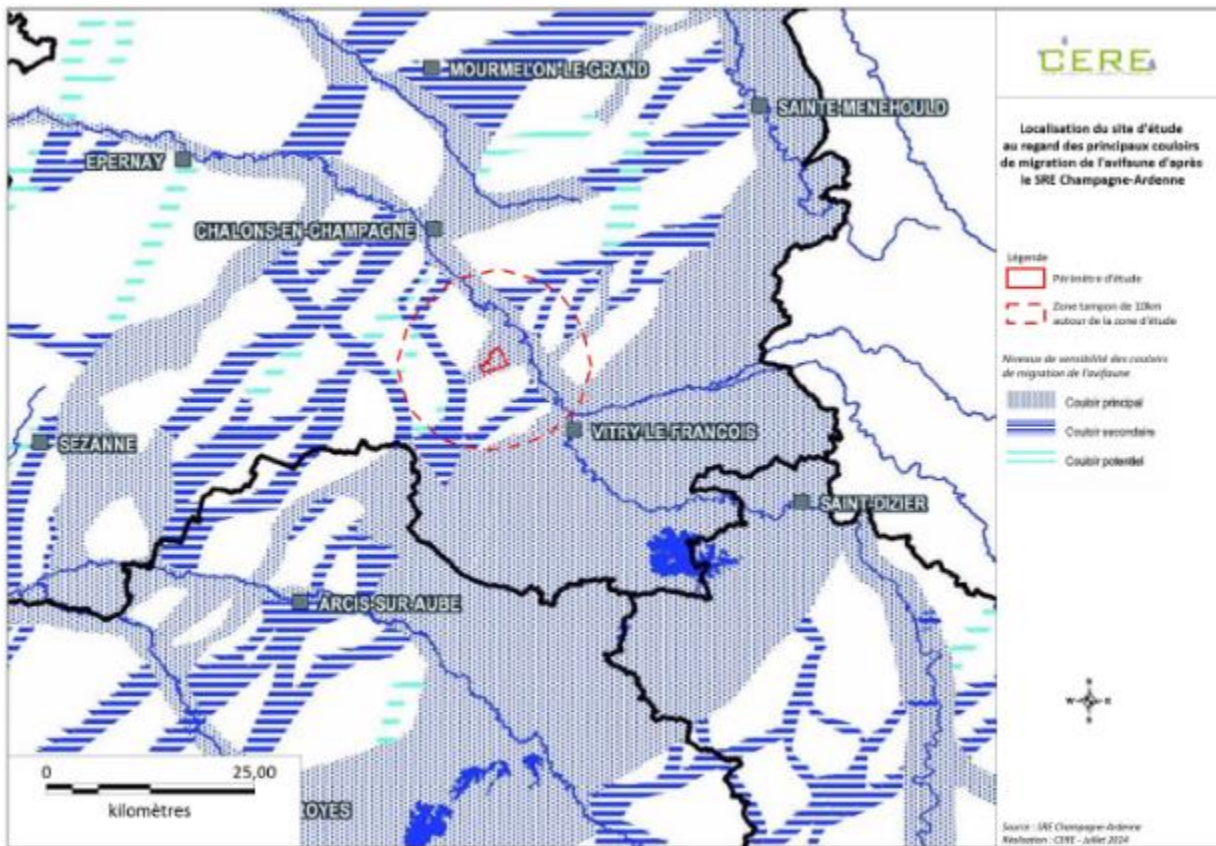 MOURMELON-LE-GRAND
SAINTE-MENEHOULD
EPERNAY
CHALONS-EN-CHAMPAGNE
SEZANNE
VITRY-LE-FRANCOIS
SAINT-DIZIER
ARCIS-SUR-AUBE
ROYES
0 25,00
kilomètres
CERE
Localisation du site d'étude
au regard des principaux couloirs
de migration de l'avifaune d'après
le SRE Champagne-Ardenne
Légende
Périmètre d'étude
Zone tampon de 10km
autour de la zone d'étude
Niveaux de sensibilité des couloirs
de migration de l'avifaune
Couloir principal
Couloir secondaire
Couloir potentiel
N
W E
S
Source : SRE Champagne-Ardenne
Réalisation : CERE - Juillet 2024